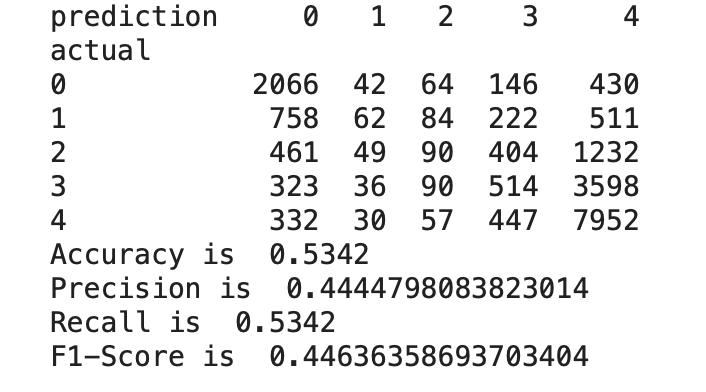 prediction 0 1 2 3 4
actual
0 2066 42 64 146 430
1 758 62 84 222 511
2 461 49 90 404 1232
3 323 36 90 514 3598
4 332 30 57 447 7952
Accuracy is 0.5342
Precision is 0.4444798083823014
Recall is 0.5342
F1-Score is 0.44636358693703404